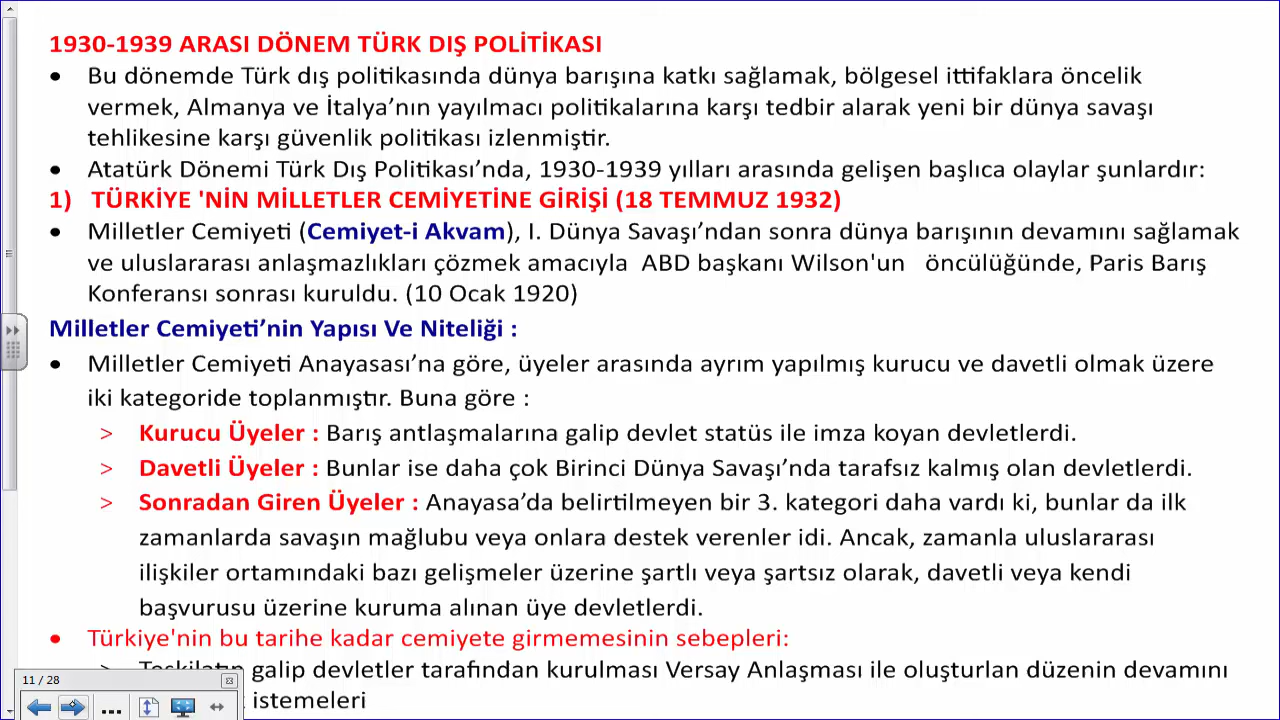 1930-1939 ARASI DÖNEM TÜRK DIŞ POLİTİKASI
• Bu dönemde Türk dış politikasında dünya barışına katkı sağlamak, bölgesel ittifaklara öncelik
vermek, Almanya ve İtalya’nın yayılmacı politikalarına karşı tedbir alarak yeni bir dünya savaşı
tehlikesine karşı güvenlik politikası izlenmiştir.
• Atatürk Dönemi Türk Dış Politikası’nda, 1930-1939 yılları arasında gelişen başlıca olaylar şunlardır:
1) TÜRKİYE 'NİN MİLLETLER CEMİYETİNE GİRİŞİ (18 TEMMUZ 1932)
• Milletler Cemiyeti (Cemiyet-i Akvam), I. Dünya Savaşı’ndan sonra dünya barışının devamını sağlamak
ve uluslararası anlaşmazlıkları çözmek amacıyla ABD başkanı Wilson'un öncülüğünde, Paris Barış
Konferansı sonrası kuruldu. (10 Ocak 1920)
Milletler Cemiyeti’nin Yapısı Ve Niteliği :
• Milletler Cemiyeti Anayasası’na göre, üyeler arasında ayrım yapılmış kurucu ve davetli olmak üzere
iki kategoride toplanmıştır. Buna göre :
> Kurucu Üyeler : Barış antlaşmalarına galip devlet statüs ile imza koyan devletlerdi.
> Davetli Üyeler : Bunlar ise daha çok Birinci Dünya Savaşı’nda tarafsız kalmış olan devletlerdi.
> Sonradan Giren Üyeler : Anayasa’da belirtilmeyen bir 3. kategori daha vardı ki, bunlar da ilk
zamanlarda savaşın mağlubu veya onlara destek verenler idi. Ancak, zamanla uluslararası
ilişkiler ortamındaki bazı gelişmeler üzerine şartlı veya şartsız olarak, davetli veya kendi
başvurusu üzerine kuruma alınan üye devletlerdi.
• Türkiye'nin bu tarihe kadar cemiyete girmemesinin sebepleri:
> Teşkilatın galip devletler tarafından kurulması Versay Anlaşması ile oluşturlan düzenin devamını
istemeleri
11 / 28